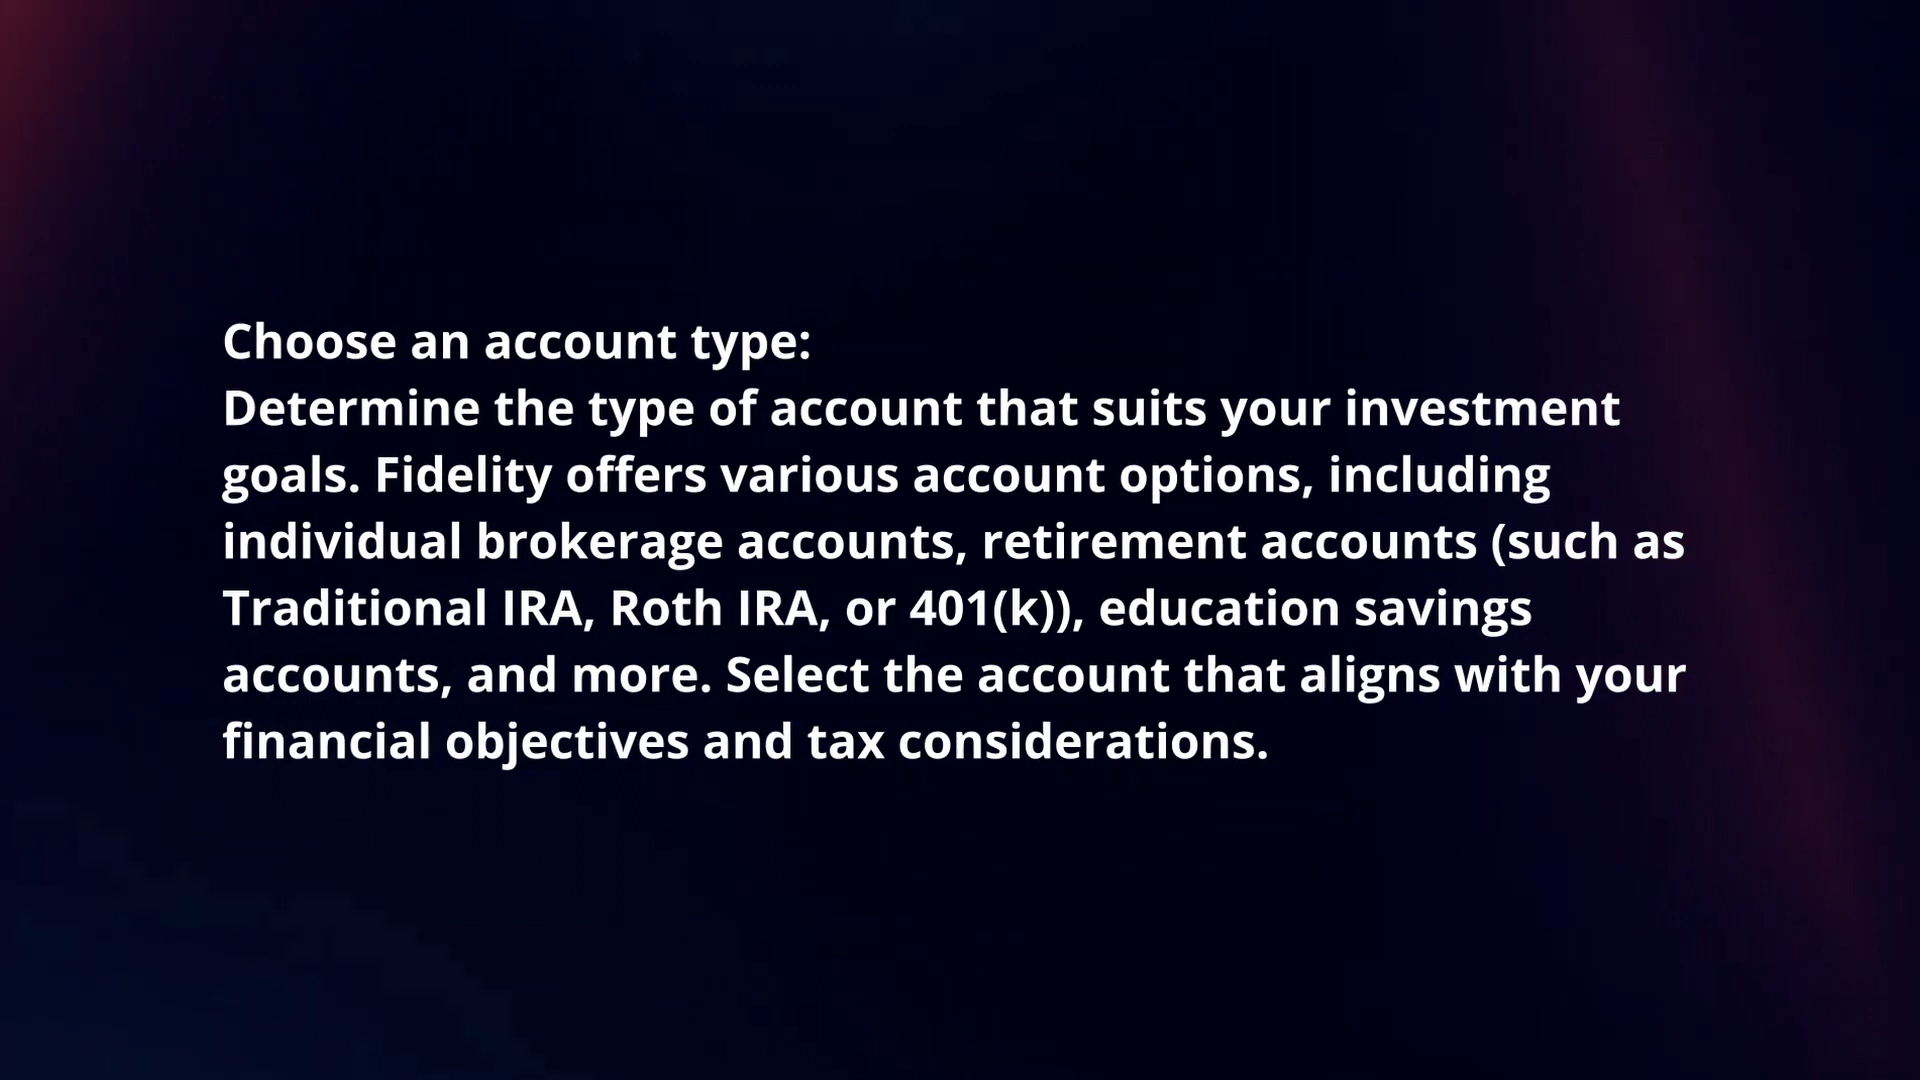 Choose an account type:
Determine the type of account that suits your investment
goals. Fidelity offers various account options, including
individual brokerage accounts, retirement accounts (such as
Traditional IRA, Roth IRA, or 401(k)), education savings
accounts, and more. Select the account that aligns with your
financial objectives and tax considerations.